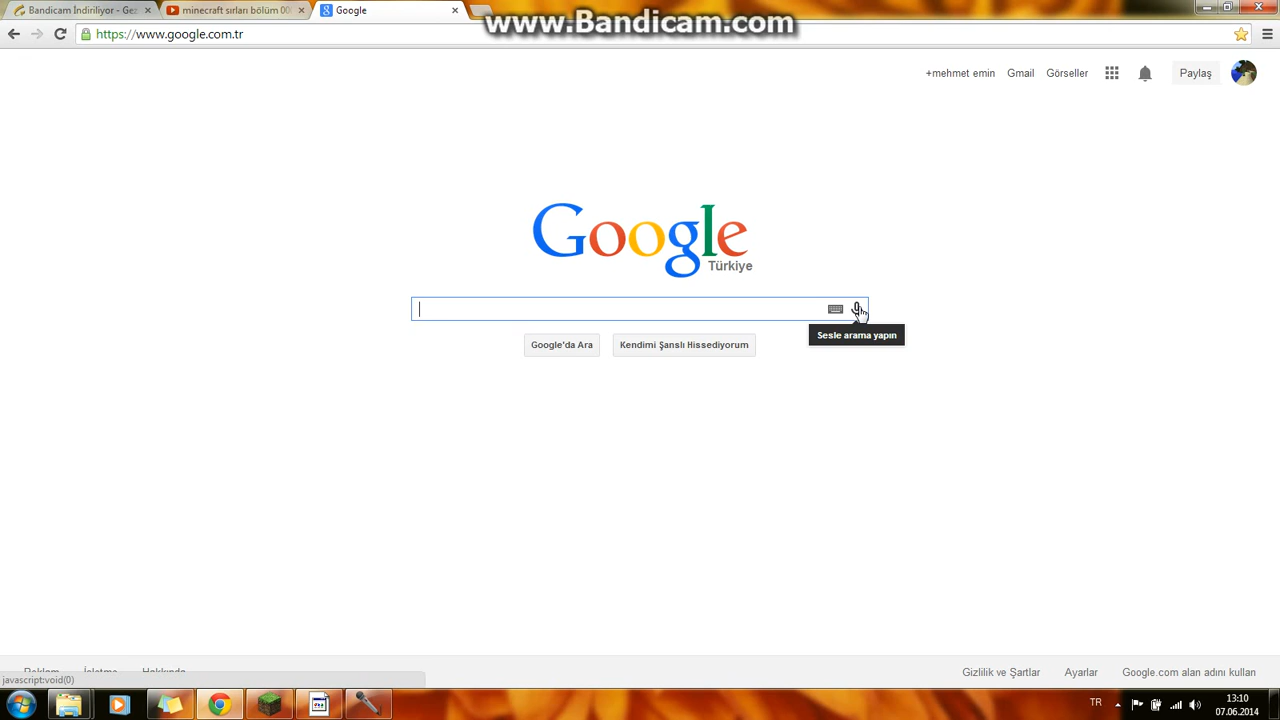 Bandicam İndiriliyor - Gez
minecraft sırları bölüm 00
Google
www.Bandicam.com
https://www.google.com.tr
+mehmet emin
Gmail
Görseller
Paylaş
Google
Türkiye
Sesle arama yapın
Google'da Ara
Kendimi Şanslı Hissediyorum
Reklam
İşletme
Hakkında
Gizlilik ve Şartlar
Ayarlar
Google.com alan adını kullan
javascript:void(0)
TR
13:10
07.06.2014